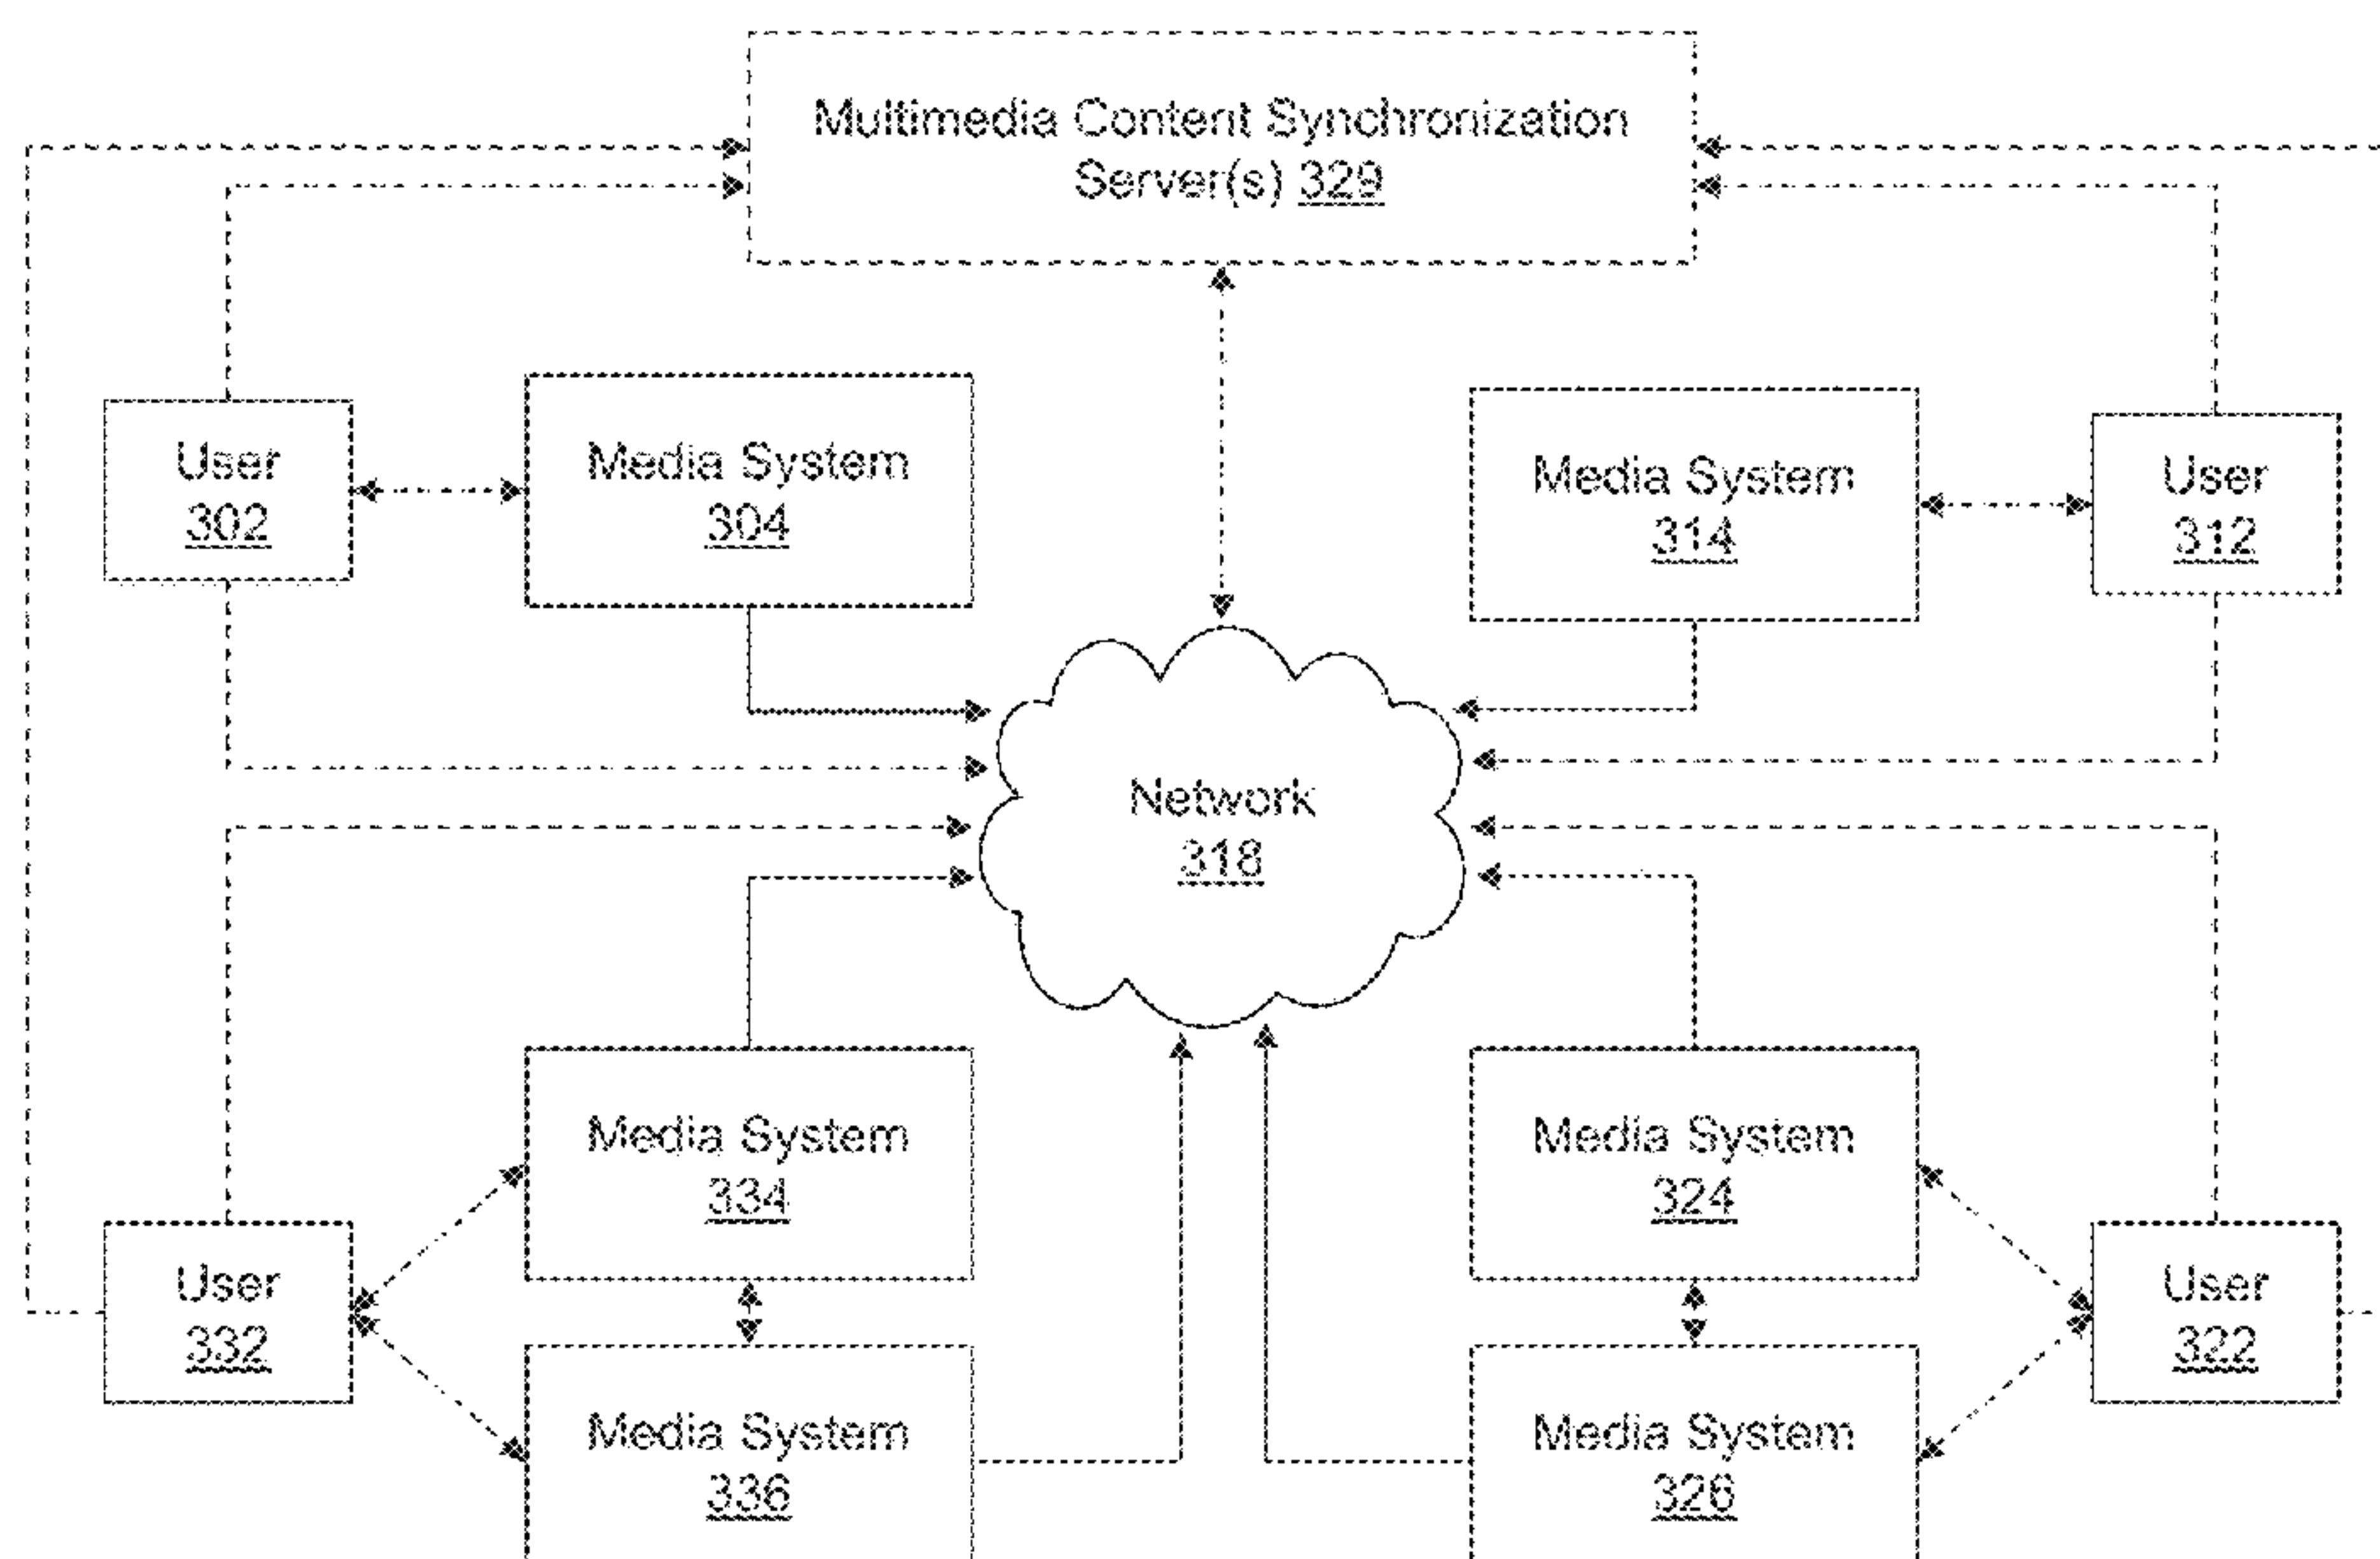 Multimedia Content Synchronization
Server(s) 329
User
302
Media System
304
Media System
314
User
312
Network
318
User
332
Media System
334
Media System
336
Media System
324
Media System
326
User
322